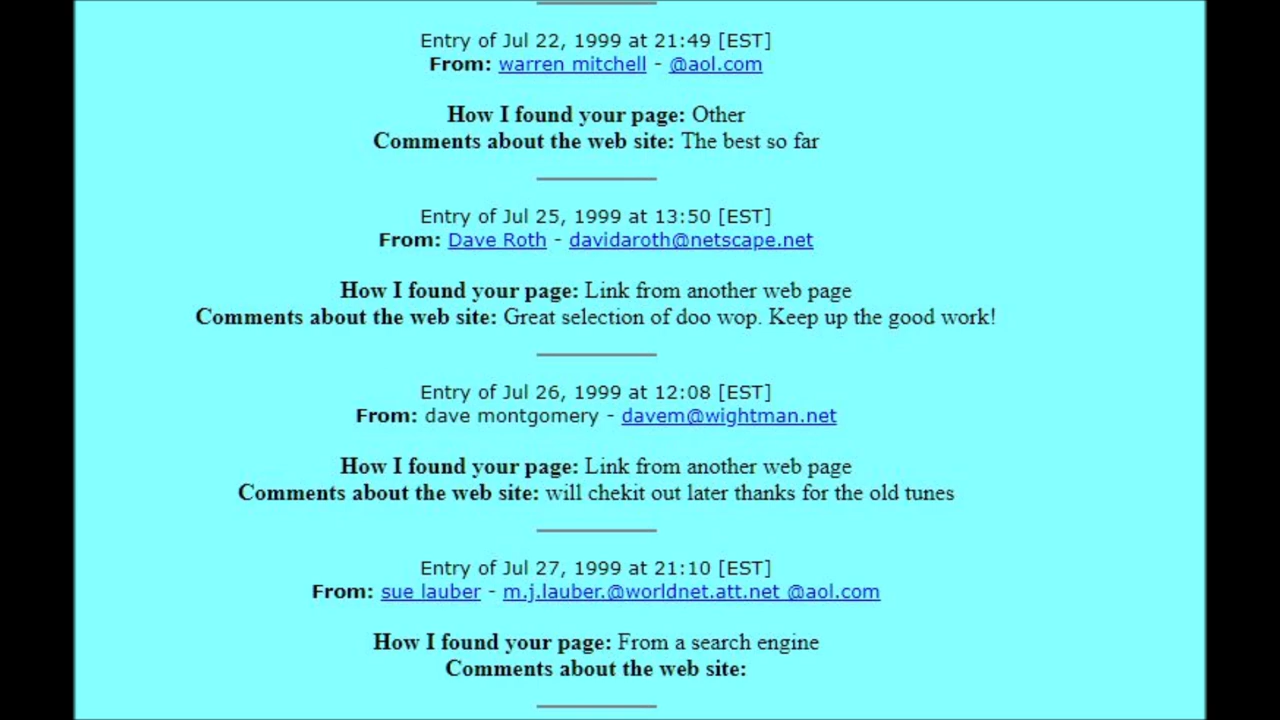 Entry of Jul 22, 1999 at 21:49 [EST]
From: warren mitchell - @aol.com
How I found your page: Other
Comments about the web site: The best so far
Entry of Jul 25, 1999 at 13:50 [EST]
From: Dave Roth - davidaroth@netscape.net
How I found your page: Link from another web page
Comments about the web site: Great selection of doo wop. Keep up the good work!
Entry of Jul 26, 1999 at 12:08 [EST]
From: dave montgomery - davem@wightman.net
How I found your page: Link from another web page
Comments about the web site: will chekit out later thanks for the old tunes
Entry of Jul 27, 1999 at 21:10 [EST]
From: sue lauber - m.j.lauber.@worldnet.att.net @aol.com
How I found your page: From a search engine
Comments about the web site: